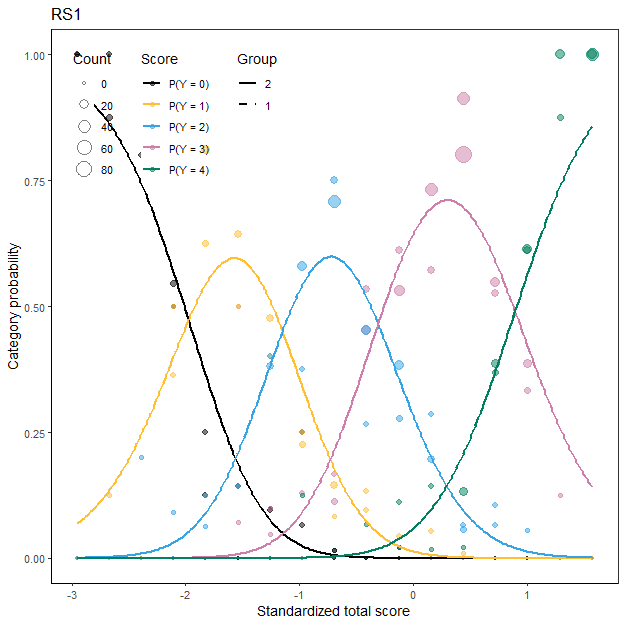 RS1
Count Score Group
0 P(Y = 0) 2
20 P(Y = 1) 1
40 P(Y = 2)
60 P(Y = 3)
80 P(Y = 4)
1.00
0.75
0.50
0.25
0.00
Category probability
-3 -2 -1 0 1
Standardized total score